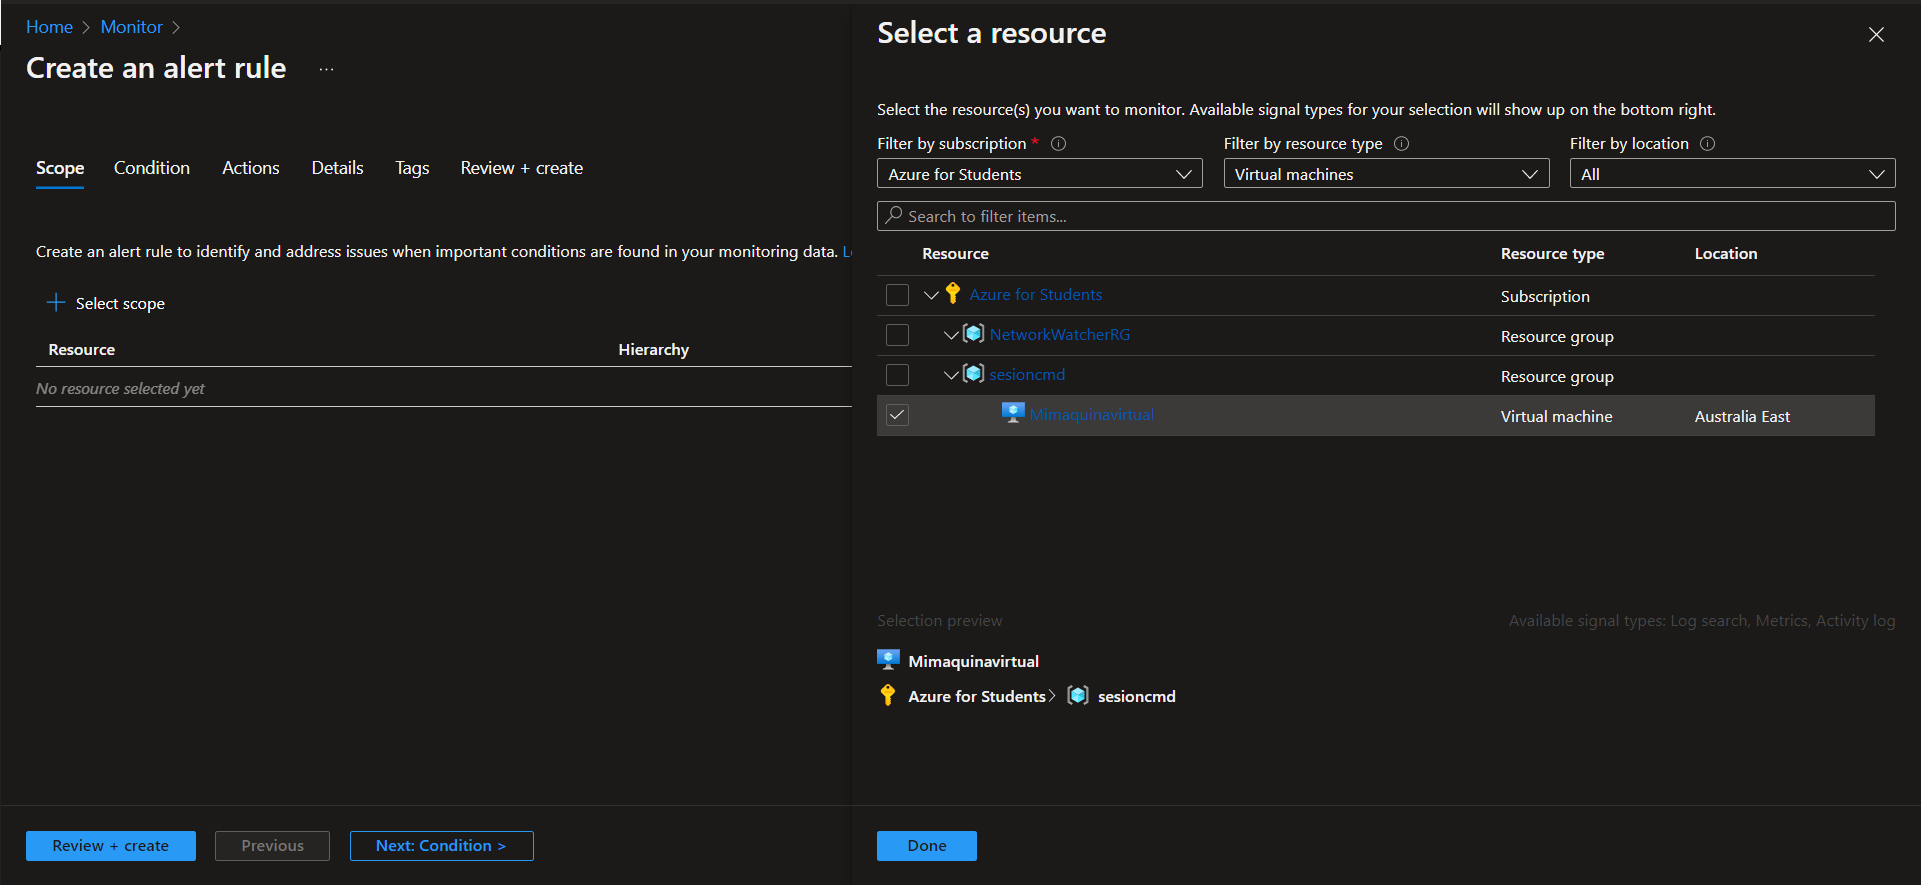 Home > Monitor >
Create an alert rule ...
Scope Condition Actions Details Tags Review + create
Create an alert rule to identify and address issues when important conditions are found in your monitoring data.
+ Select scope
Resource Hierarchy
No resource selected yet
Review + create Previous Next: Condition >
Select a resource
Select the resource(s) you want to monitor. Available signal types for your selection will show up on the bottom right.
Filter by subscription * Filter by resource type Filter by location
Azure for Students Virtual machines All
Search to filter items...
Resource Resource type Location
Azure for Students Subscription
NetworkWatcherRG Resource group
sesioncmd Resource group
Mimaquinavirtual Virtual machine Australia East
Selection preview Available signal types: Log search, Metrics, Activity log
Mimaquinavirtual
Azure for Students > sesioncmd
Done